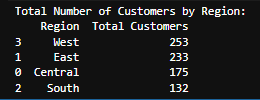 Total Number of Customers by Region:
Region Total Customers
3 West 253
1 East 233
0 Central 175
2 South 132